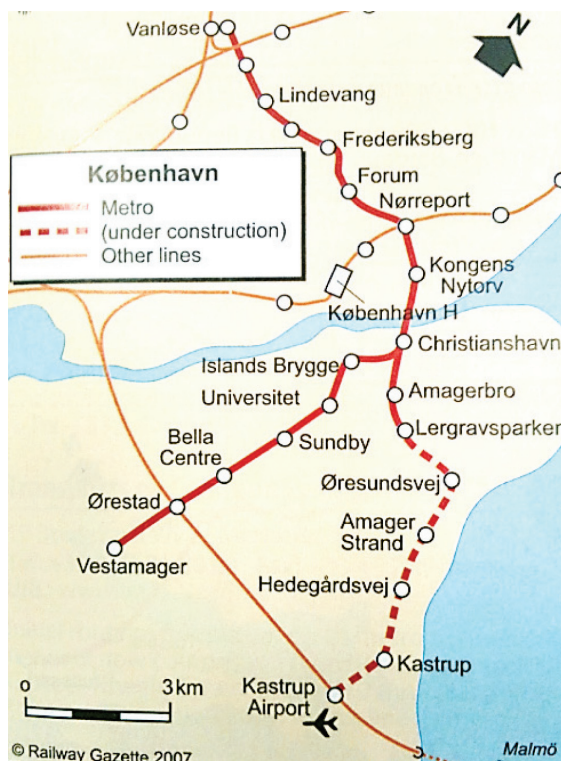 Vanløse
N
Lindevang
Frederiksberg
København
Metro
(under construction)
Other lines
Forum
Nørreport
Kongens
Nytorv
København H
Christianshavn
Islands Brygge
Universitet
Amagerbro
Lergravsparken
Bella
Centre
Sundby
Ørestad
Øresundsvej
Amager
Strand
Vestamager
Hedegårdsvej
Kastrup
0
3km
Kastrup
Airport
© Railway Gazette 2007
Malmö